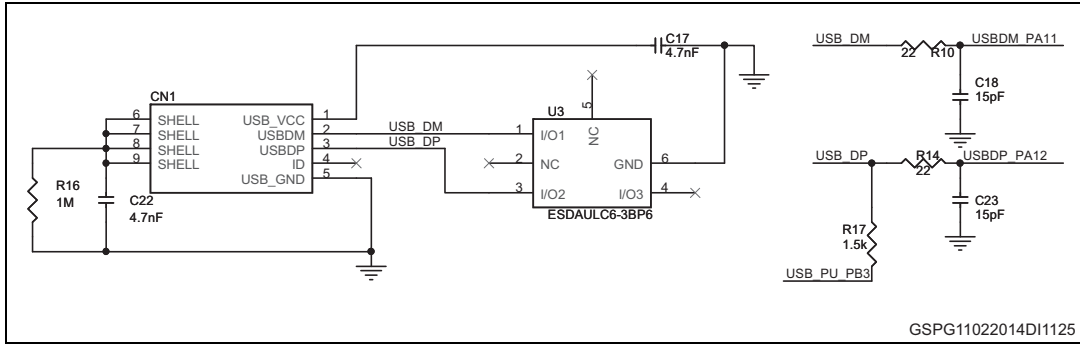 C17
4.7nF
USB_DM
22
R10
USBDM_PA11
C18
15pF
CN1
6 SHELL USB_VCC 1
7 SHELL USBDM 2 USB_DM
8 SHELL USBDP 3 USB_DP
9 SHELL ID 4
USB_GND 5
R16
1M
C22
4.7nF
U3
5
NC
1 I/O1
2 NC GND 6
3 I/O2 I/O3 4
ESDAULC6-3BP6
USB_DP
R14
22
USBDP_PA12
C23
15pF
R17
1.5k
USB_PU_PB3
GSPG11022014DI1125